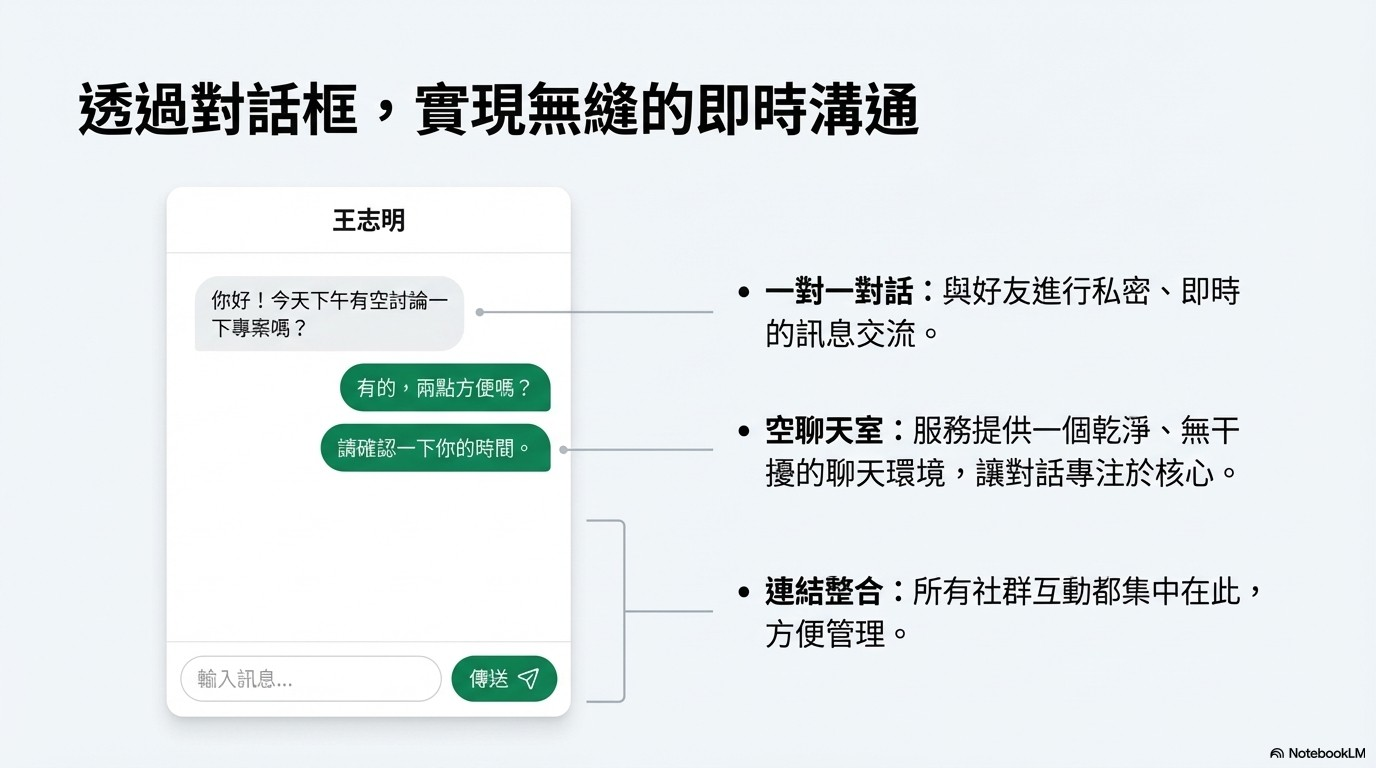 透過對話框，實現無縫的即時溝通
王志明
你好！今天下午有空討論一
下專案嗎？
有的，兩點方便嗎？
請確認一下你的時間。
輸入訊息...
傳送
• 一對一對話：與好友進行私密、即時
的訊息交流。
• 空聊天室：服務提供一個乾淨、無干
擾的聊天環境，讓對話專注於核心。
• 連結整合：所有社群互動都集中在此，
方便管理。
NotebookLM